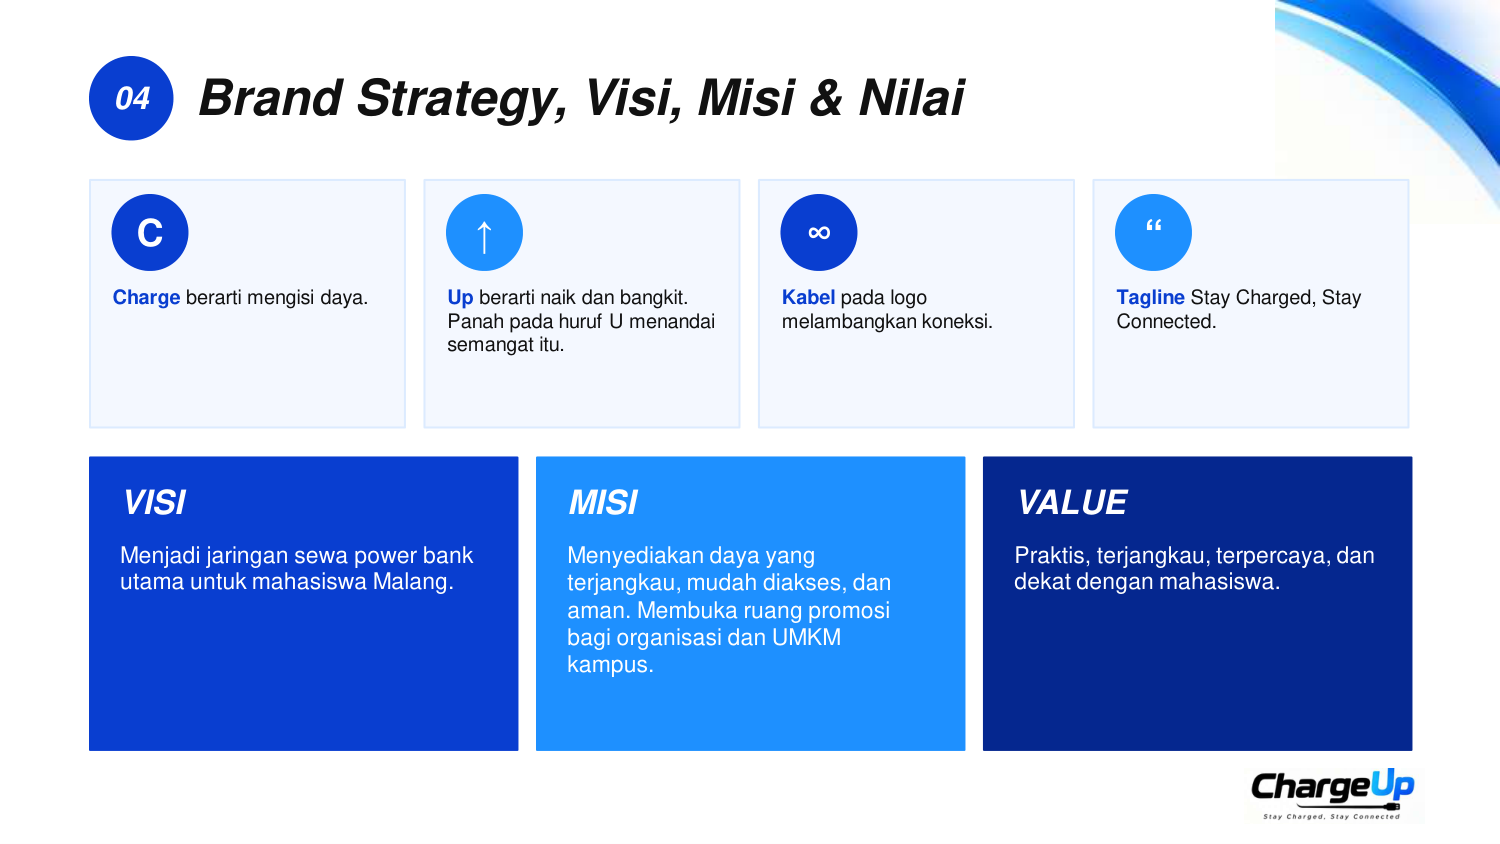 04
Brand Strategy, Visi, Misi & Nilai
C
Charge berarti mengisi daya.
↑
Up berarti naik dan bangkit.
Panah pada huruf U menandai
semangat itu.
∞
Kabel pada logo
melambangkan koneksi.
“
Tagline Stay Charged, Stay
Connected.
VISI
Menjadi jaringan sewa power bank
utama untuk mahasiswa Malang.
MISI
Menyediakan daya yang
terjangkau, mudah diakses, dan
aman. Membuka ruang promosi
bagi organisasi dan UMKM
kampus.
VALUE
Praktis, terjangkau, terpercaya, dan
dekat dengan mahasiswa.
ChargeUp
Stay Charged, Stay Connected